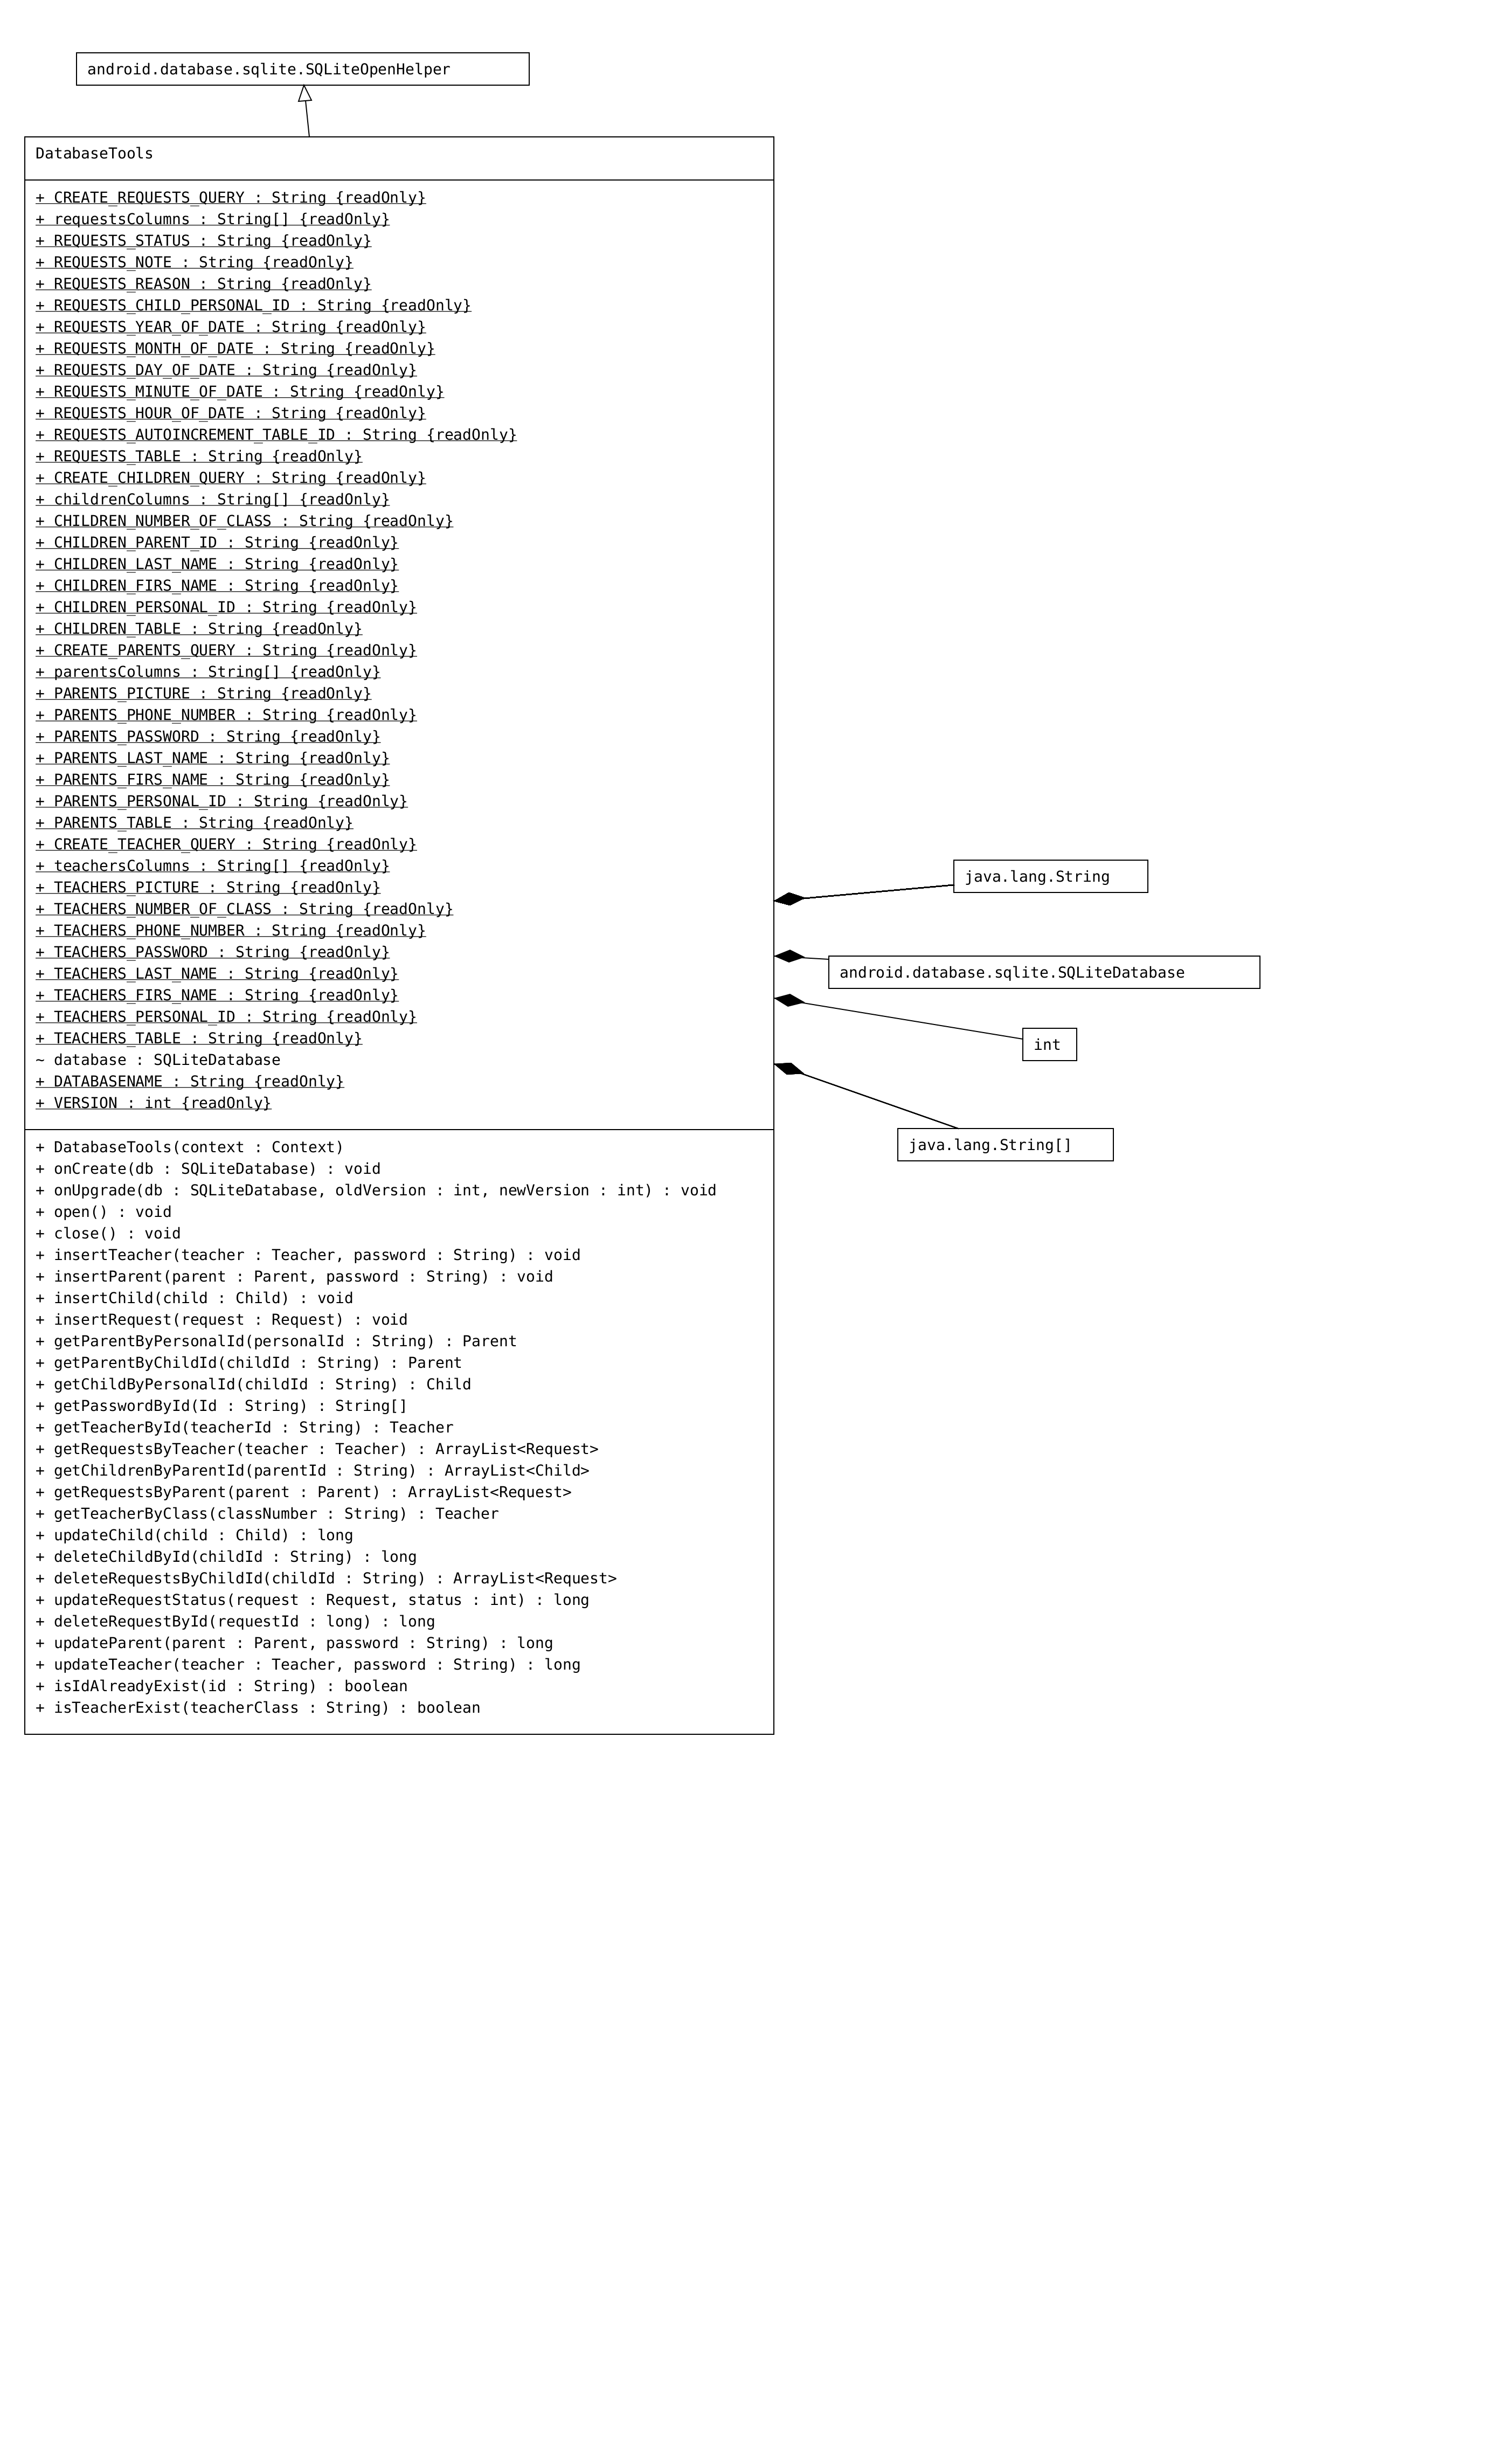 android.database.sqlite.SQLiteOpenHelper
DatabaseTools
+ CREATE_REQUESTS_QUERY : String {readOnly}
+ requestsColumns : String[] {readOnly}
+ REQUESTS_STATUS : String {readOnly}
+ REQUESTS_NOTE : String {readOnly}
+ REQUESTS_REASON : String {readOnly}
+ REQUESTS_CHILD_PERSONAL_ID : String {readOnly}
+ REQUESTS_YEAR_OF_DATE : String {readOnly}
+ REQUESTS_MONTH_OF_DATE : String {readOnly}
+ REQUESTS_DAY_OF_DATE : String {readOnly}
+ REQUESTS_MINUTE_OF_DATE : String {readOnly}
+ REQUESTS_HOUR_OF_DATE : String {readOnly}
+ REQUESTS_AUTOINCREMENT_TABLE_ID : String {readOnly}
+ REQUESTS_TABLE : String {readOnly}
+ CREATE_CHILDREN_QUERY : String {readOnly}
+ childrenColumns : String[] {readOnly}
+ CHILDREN_NUMBER_OF_CLASS : String {readOnly}
+ CHILDREN_PARENT_ID : String {readOnly}
+ CHILDREN_LAST_NAME : String {readOnly}
+ CHILDREN_FIRS_NAME : String {readOnly}
+ CHILDREN_PERSONAL_ID : String {readOnly}
+ CHILDREN_TABLE : String {readOnly}
+ CREATE_PARENTS_QUERY : String {readOnly}
+ parentsColumns : String[] {readOnly}
+ PARENTS_PICTURE : String {readOnly}
+ PARENTS_PHONE_NUMBER : String {readOnly}
+ PARENTS_PASSWORD : String {readOnly}
+ PARENTS_LAST_NAME : String {readOnly}
+ PARENTS_FIRS_NAME : String {readOnly}
+ PARENTS_PERSONAL_ID : String {readOnly}
+ PARENTS_TABLE : String {readOnly}
+ CREATE_TEACHER_QUERY : String {readOnly}
+ teachersColumns : String[] {readOnly}
+ TEACHERS_PICTURE : String {readOnly}
+ TEACHERS_NUMBER_OF_CLASS : String {readOnly}
+ TEACHERS_PHONE_NUMBER : String {readOnly}
+ TEACHERS_PASSWORD : String {readOnly}
+ TEACHERS_LAST_NAME : String {readOnly}
+ TEACHERS_FIRS_NAME : String {readOnly}
+ TEACHERS_PERSONAL_ID : String {readOnly}
+ TEACHERS_TABLE : String {readOnly}
~ database : SQLiteDatabase
+ DATABASENAME : String {readOnly}
+ VERSION : int {readOnly}
+ DatabaseTools(context : Context)
+ onCreate(db : SQLiteDatabase) : void
+ onUpgrade(db : SQLiteDatabase, oldVersion : int, newVersion : int) : void
+ open() : void
+ close() : void
+ insertTeacher(teacher : Teacher, password : String) : void
+ insertParent(parent : Parent, password : String) : void
+ insertChild(child : Child) : void
+ insertRequest(request : Request) : void
+ getParentByPersonalId(personalId : String) : Parent
+ getParentByChildId(childId : String) : Parent
+ getChildByPersonalId(childId : String) : Child
+ getPasswordById(Id : String) : String[]
+ getTeacherById(teacherId : String) : Teacher
+ getRequestsByTeacher(teacher : Teacher) : ArrayList<Request>
+ getChildrenByParentId(parentId : String) : ArrayList<Child>
+ getRequestsByParent(parent : Parent) : ArrayList<Request>
+ getTeacherByClass(classNumber : String) : Teacher
+ updateChild(child : Child) : long
+ deleteChildById(childId : String) : long
+ deleteRequestsByChildId(childId : String) : ArrayList<Request>
+ updateRequestStatus(request : Request, status : int) : long
+ deleteRequestById(requestId : long) : long
+ updateParent(parent : Parent, password : String) : long
+ updateTeacher(teacher : Teacher, password : String) : long
+ isIdAlreadyExist(id : String) : boolean
+ isTeacherExist(teacherClass : String) : boolean
java.lang.String
android.database.sqlite.SQLiteDatabase
int
java.lang.String[]